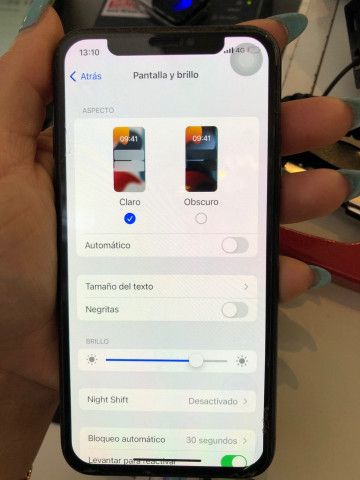 13:10
4G
Atrás
Pantalla y brillo
ASPECTO
09:41
09:41
Claro
Obscuro
Automático
Tamaño del texto
Negritas
BRILLO
Night Shift
Desactivado
Bloqueo automático
30 segundos
Levantar para reactivar